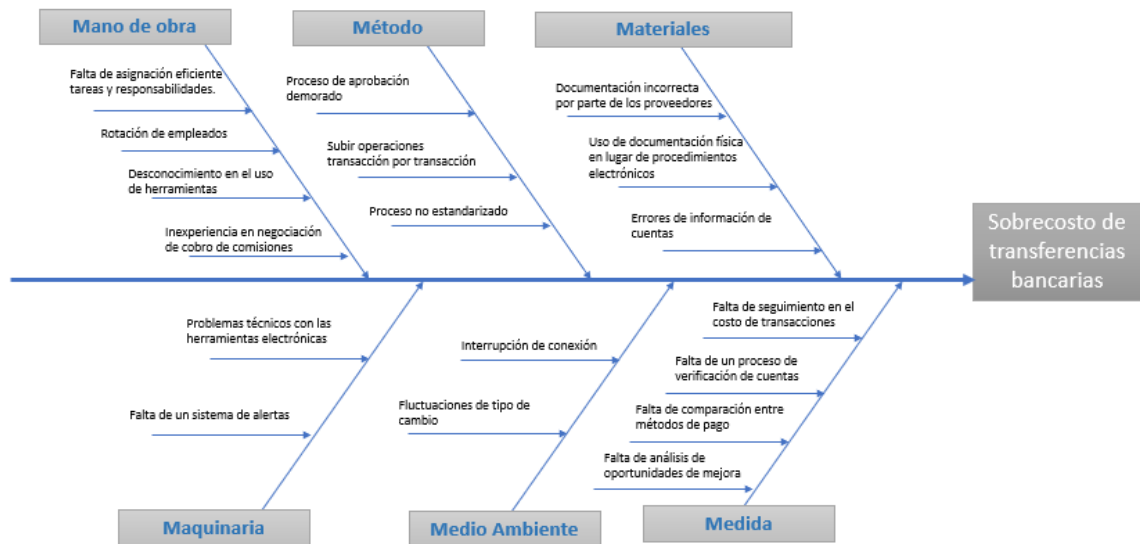 Mano de obra
Método
Materiales
Falta de asignación eficiente
tareas y responsabilidades.
Rotación de empleados
Desconocimiento en el uso
de herramientas
Inexperiencia en negociación
de cobro de comisiones
Proceso de aprobación
demorado
Subir operaciones
transacción por transacción
Proceso no estandarizado
Documentación incorrecta
por parte de los proveedores
Uso de documentación física
en lugar de procedimientos
electrónicos
Errores de información de
cuentas
Sobrecosto de
transferencias
bancarias
Problemas técnicos con las
herramientas electrónicas
Falta de un sistema de alertas
Interrupción de conexión
Fluctuaciones de tipo de
cambio
Falta de seguimiento en el
costo de transacciones
Falta de un proceso de
verificación de cuentas
Falta de comparación entre
métodos de pago
Falta de análisis de
oportunidades de mejora
Maquinaria
Medio Ambiente
Medida